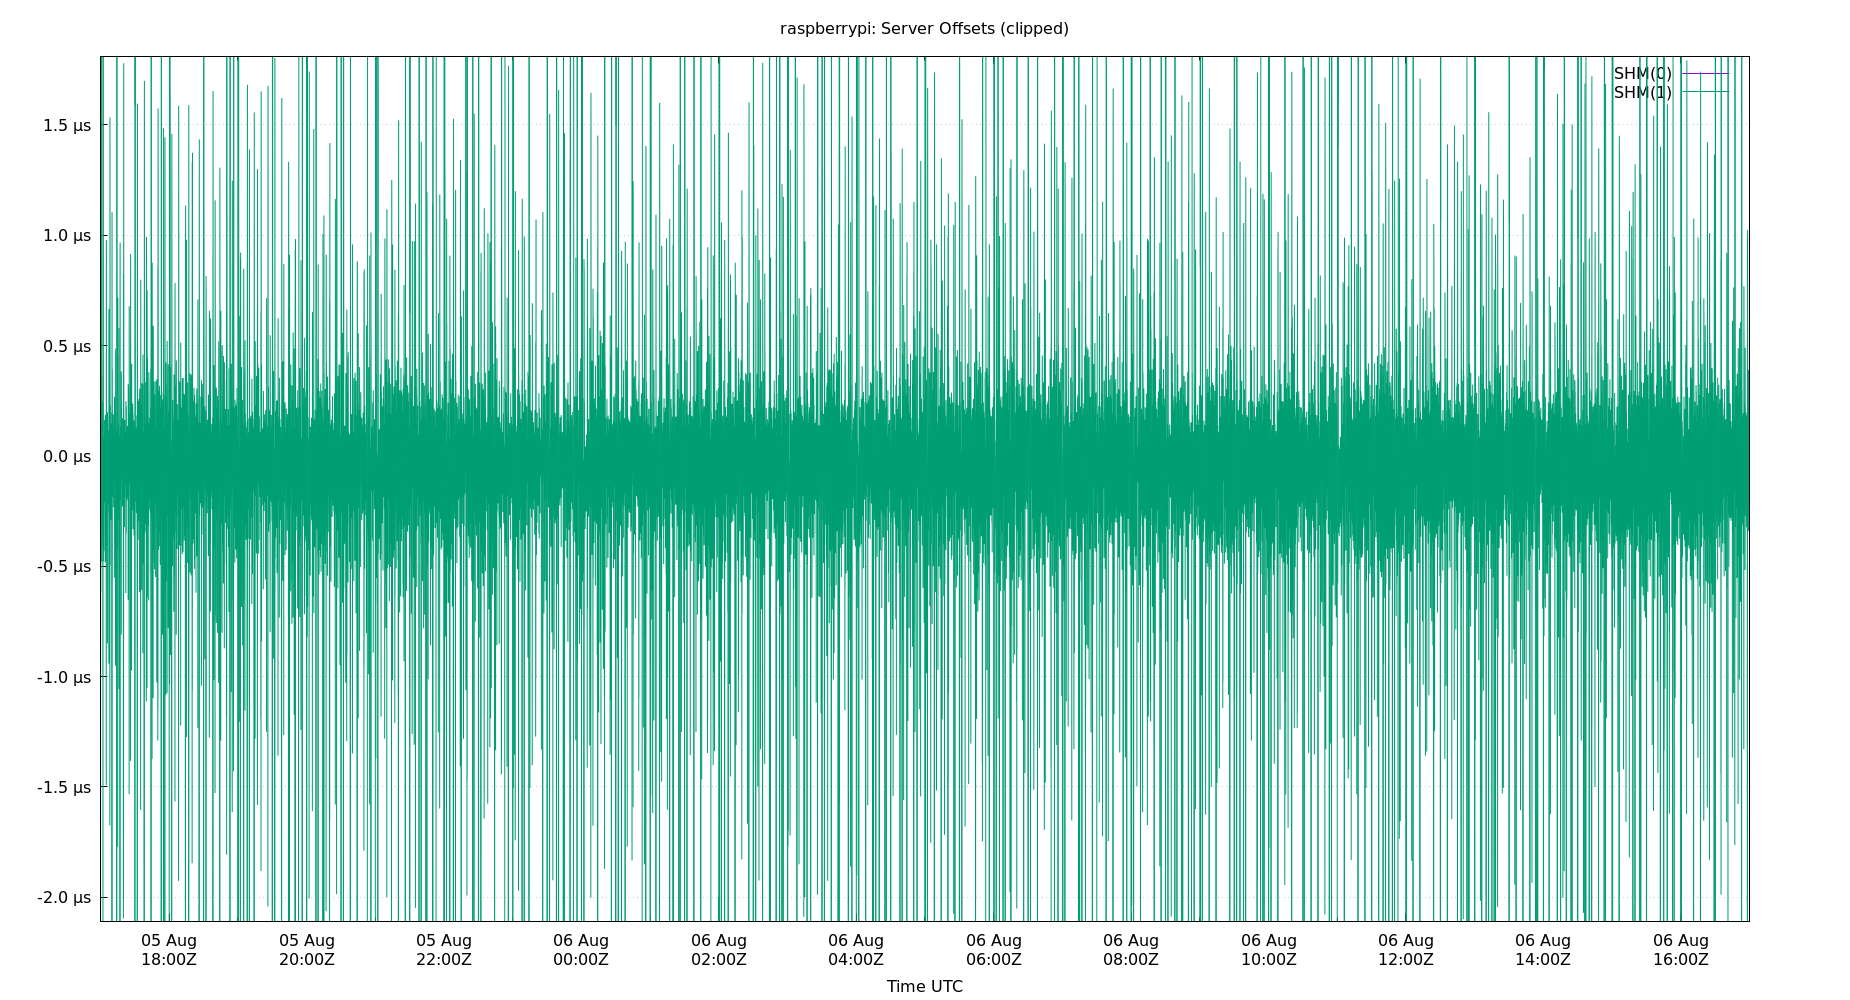 raspberrypi: Server Offsets (clipped)
SHM(0)
SHM(1)
1.5 µs
1.0 µs
0.5 µs
0.0 µs
-0.5 µs
-1.0 µs
-1.5 µs
-2.0 µs
05 Aug 05 Aug 05 Aug 06 Aug 06 Aug 06 Aug 06 Aug 06 Aug 06 Aug 06 Aug 06 Aug 06 Aug
18:00Z 20:00Z 22:00Z 00:00Z 02:00Z 04:00Z 06:00Z 08:00Z 10:00Z 12:00Z 14:00Z 16:00Z
Time UTC